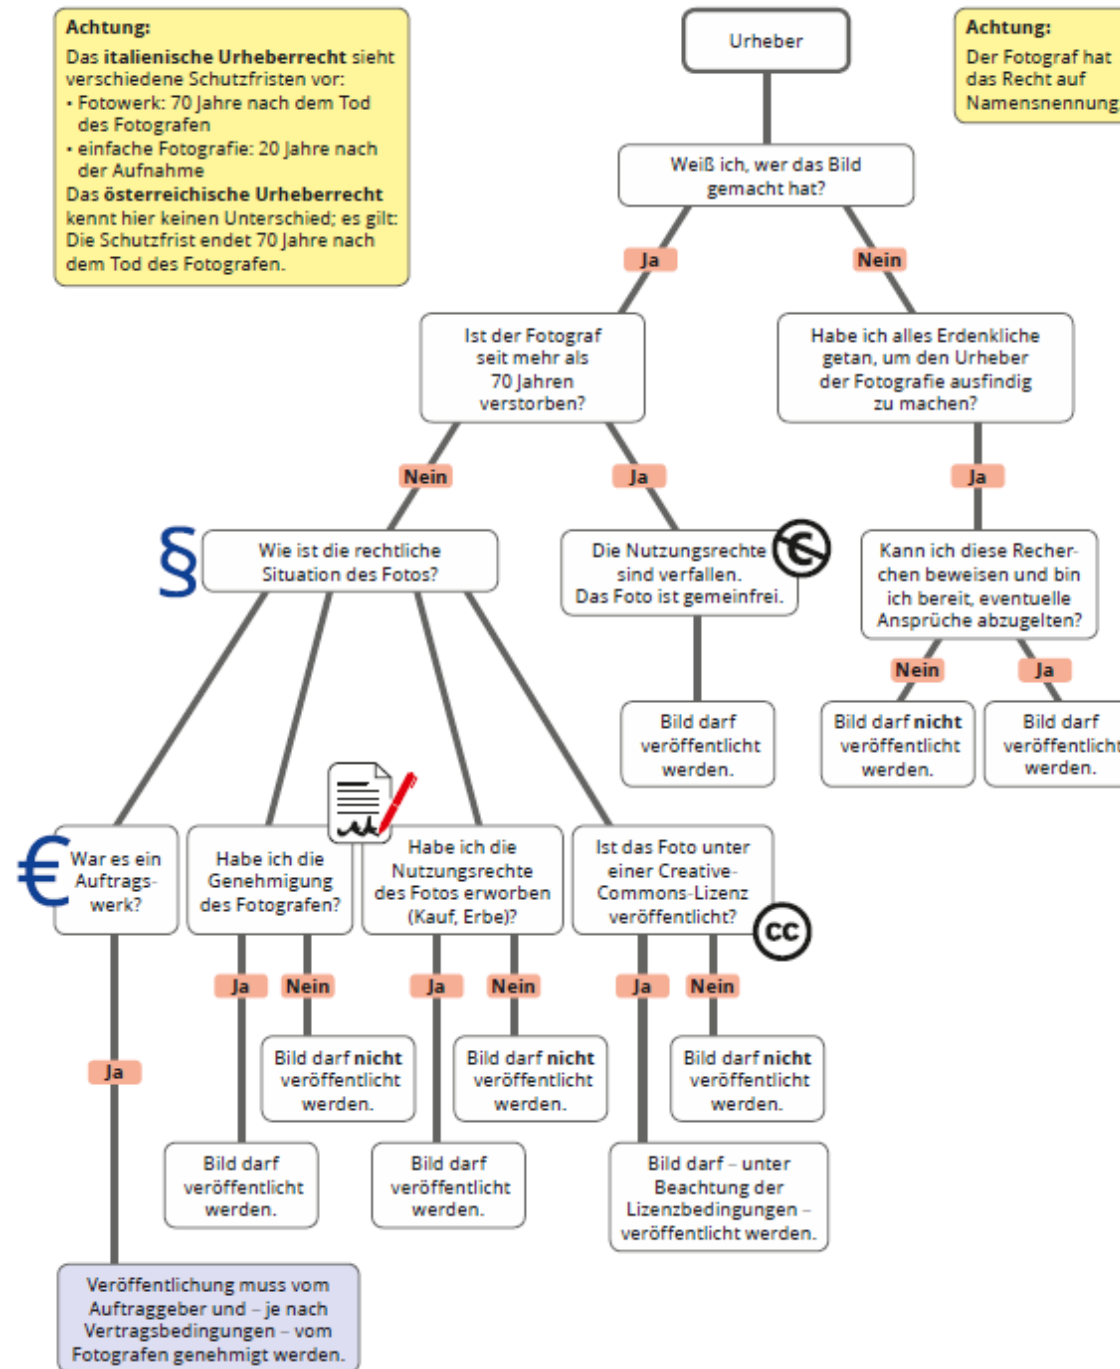 Achtung:
Das italienische Urheberrecht sieht
verschiedene Schutzfristen vor:
• Fotowerk: 70 Jahre nach dem Tod
des Fotografen
• einfache Fotografie: 20 Jahre nach
der Aufnahme
Das österreichische Urheberrecht
kennt hier keinen Unterschied; es gilt:
Die Schutzfrist endet 70 Jahre nach
dem Tod des Fotografen.
Urheber
Achtung:
Der Fotograf hat
das Recht auf
Namensnennung.
Weiß ich, wer das Bild
gemacht hat?
Ja
Nein
Ist der Fotograf
seit mehr als
70 Jahren
verstorben?
Habe ich alles Erdenkliche
getan, um den Urheber
der Fotografie ausfindig
zu machen?
Nein
Ja
Ja
§
Wie ist die rechtliche
Situation des Fotos?
Die Nutzungsrechte
sind verfallen.
Das Foto ist gemeinfrei.
C
Kann ich diese Recher-
chen beweisen und bin
ich bereit, eventuelle
Ansprüche abzugelten?
Nein
Ja
Bild darf
veröffentlicht
werden.
Bild darf nicht
veröffentlicht
werden.
Bild darf
veröffentlicht
werden.
€
War es ein
Auftrags-
werk?
Habe ich die
Genehmigung
des Fotografen?
Habe ich die
Nutzungsrechte
des Fotos erworben
(Kauf, Erbe)?
Ist das Foto unter
einer Creative-
Commons-Lizenz
veröffentlicht?
cc
Ja
Nein
Ja
Nein
Ja
Nein
Ja
Bild darf nicht
veröffentlicht
werden.
Bild darf nicht
veröffentlicht
werden.
Bild darf nicht
veröffentlicht
werden.
Bild darf
veröffentlicht
werden.
Bild darf
veröffentlicht
werden.
Bild darf – unter
Beachtung der
Lizenzbedingungen –
veröffentlicht werden.
Veröffentlichung muss vom
Auftraggeber und – je nach
Vertragsbedingungen – vom
Fotografen genehmigt werden.